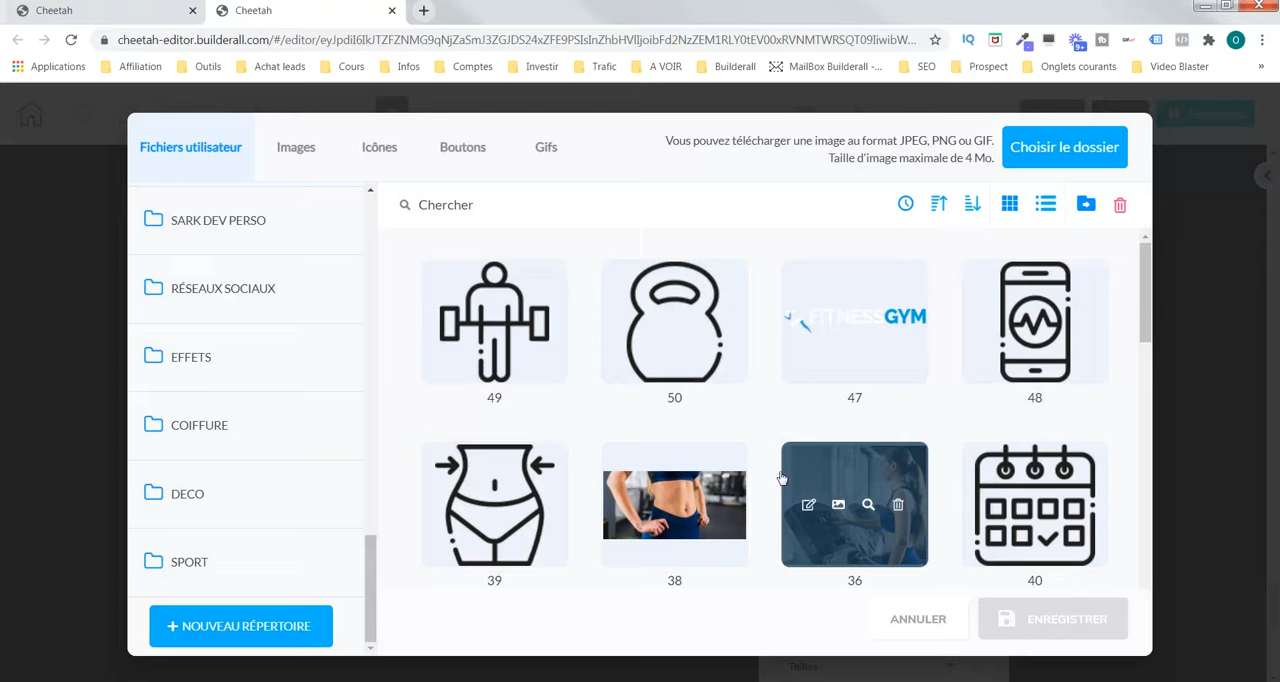 Cheetah
Cheetah
cheetah-editor.builderall.com/#/editor/eyJpdiI6IkJTZFZNMG9qNjZaSmJ3ZGJDS24xZFE9PSIsInZhbHVlIjoibFd2NzZEM1RLY0tEV00xRVNMTWRSQT09IiwibW...
Applications
Affiliation
Outils
Achat leads
Cours
Infos
Comptes
Investir
Trafic
A VOIR
Builderall
MailBox Builderall -...
SEO
Prospect
Onglets courants
Video Blaster
»
Fichiers utilisateur
Images
Icônes
Boutons
Gifs
Vous pouvez télécharger une image au format JPEG, PNG ou GIF.
Taille d'image maximale de 4 Mo.
Choisir le dossier
Chercher
SARK DEV PERSO
RÉSEAUX SOCIAUX
EFFETS
COIFFURE
DECO
SPORT
+ NOUVEAU RÉPERTOIRE
FITNESSGYM
49
50
47
48
39
38
36
40
ANNULER
ENREGISTRER
Tailles